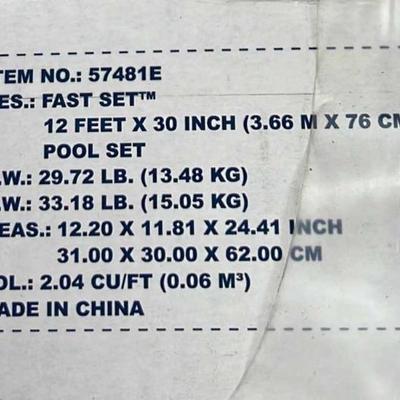 TEM NO.: 57481E
ES.: FAST SET™
12 FEET X 30 INCH (3.66 M X 76 CM
POOL SET
.W.: 29.72 LB. (13.48 KG)
.W.: 33.18 LB. (15.05 KG)
EAS.: 12.20 X 11.81 X 24.41 INCH
31.00 X 30.00 X 62.00 CM
OL.: 2.04 CU/FT (0.06 M³)
ADE IN CHINA